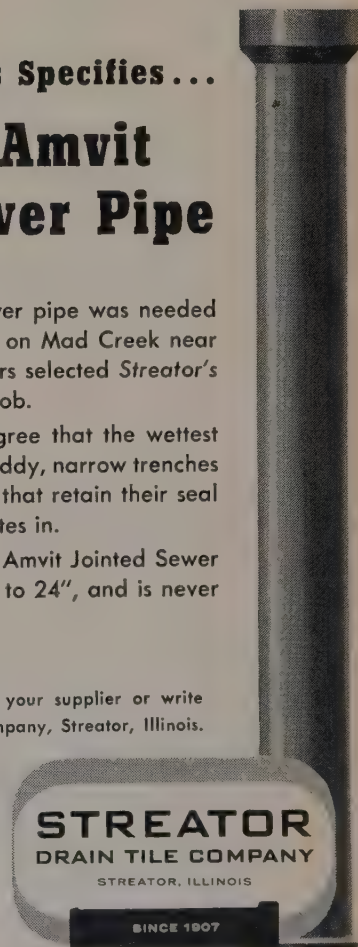 s Specifies...
Amvit
ver Pipe
er pipe was needed
on Mad Creek near
rs selected Streator's
ob.
gree that the wettest
ddy, narrow trenches
that retain their seal
tes in.
Amvit Jointed Sewer
to 24", and is never
your supplier or write
mpany, Streator, Illinois.
STREATOR
DRAIN TILE COMPANY
STREATOR, ILLINOIS
SINCE 1907